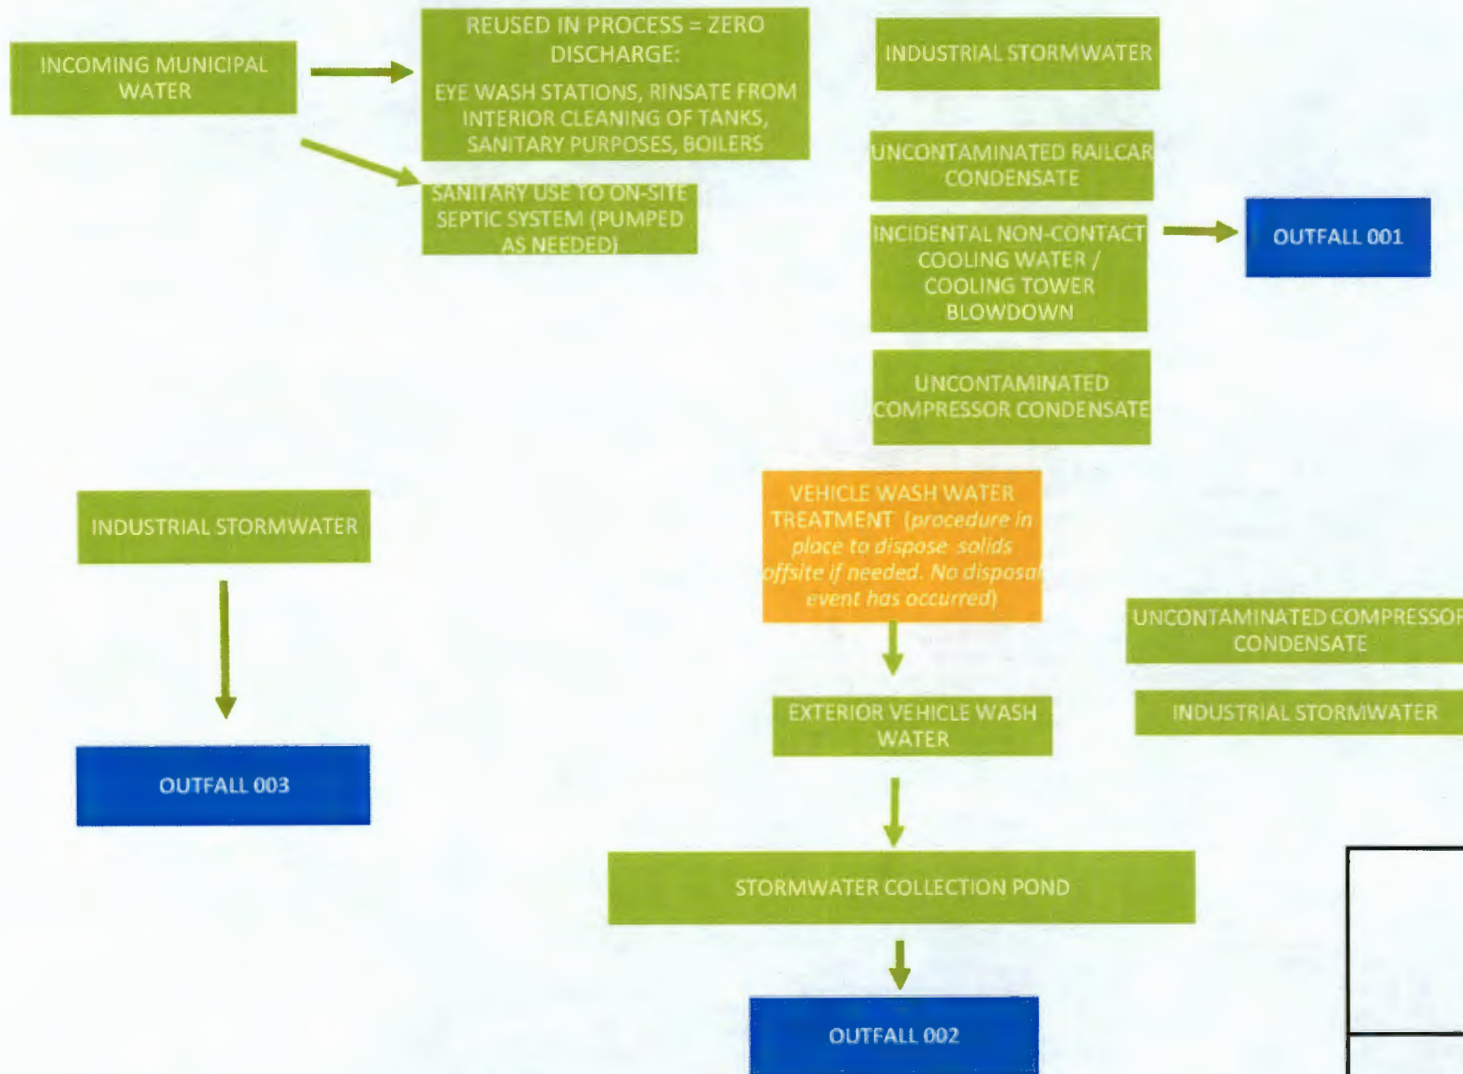 INCOMING MUNICIPAL
WATER
REUSED IN PROCESS = ZERO
DISCHARGE:
EYE WASH STATIONS, RINSATE FROM
INTERIOR CLEANING OF TANKS,
SANITARY PURPOSES, BOILERS
SANITARY USE TO ON-SITE
SEPTIC SYSTEM (PUMPED
AS NEEDED)
INDUSTRIAL STORMWATER
UNCONTAMINATED RAILCAR
CONDENSATE
INCIDENTAL NON-CONTACT
COOLING WATER /
COOLING TOWER
BLOWDOWN
UNCONTAMINATED
COMPRESSOR CONDENSATE
OUTFALL 001
INDUSTRIAL STORMWATER
OUTFALL 003
VEHICLE WASH WATER
TREATMENT (procedure in
place to dispose solids
offsite if needed. No disposal
event has occurred)
EXTERIOR VEHICLE WASH
WATER
UNCONTAMINATED COMPRESSOR
CONDENSATE
INDUSTRIAL STORMWATER
STORMWATER COLLECTION POND
OUTFALL 002